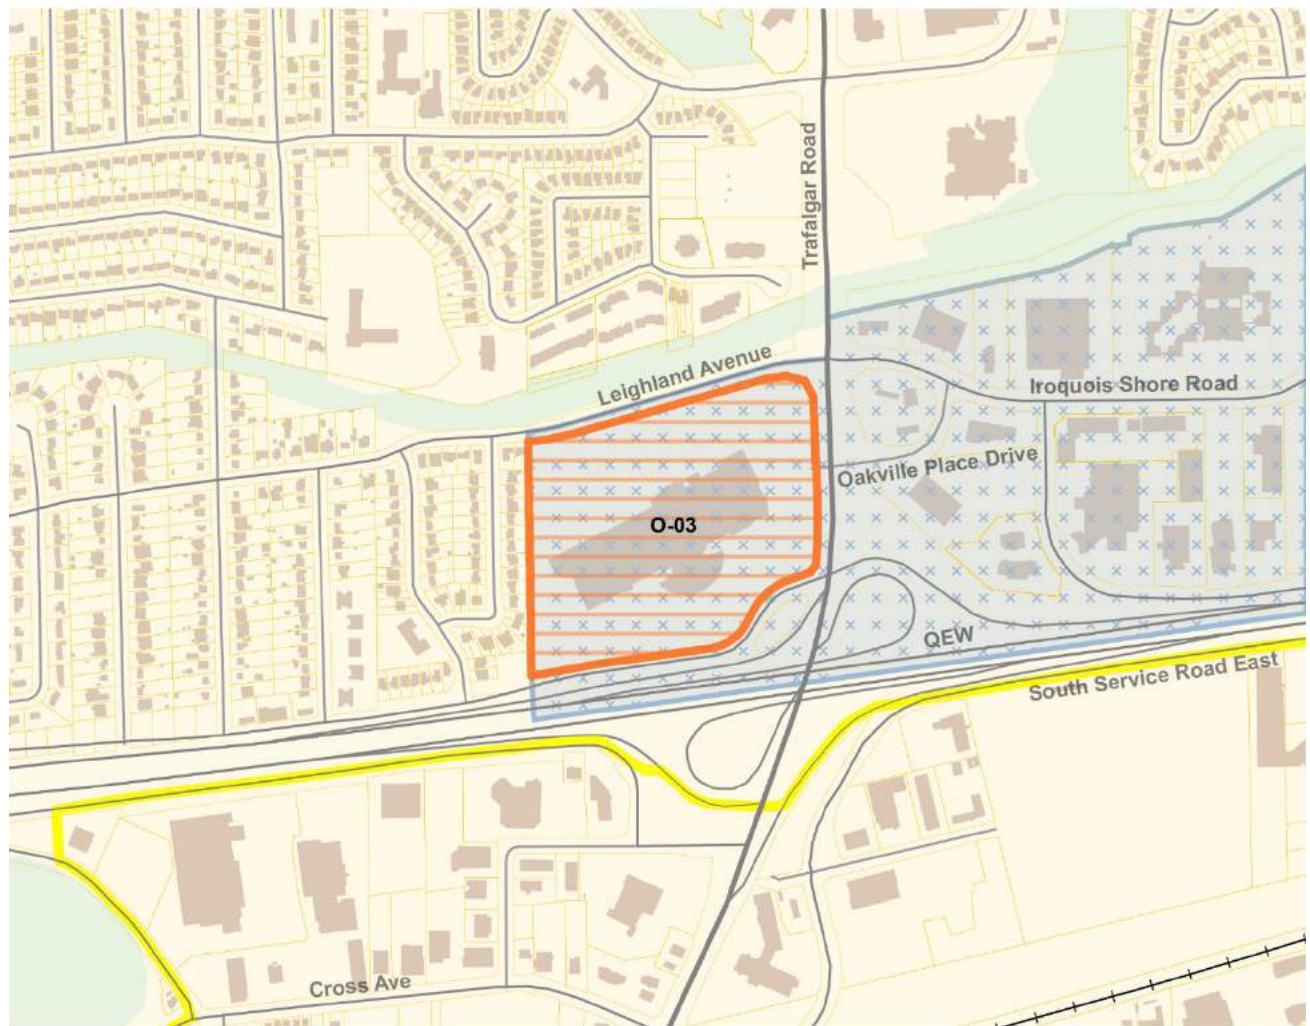 Trafalgar Road
Leighland Avenue
Iroquois Shore Road
Oakville Place Drive
O-03
QEW
South Service Road East
Cross Ave